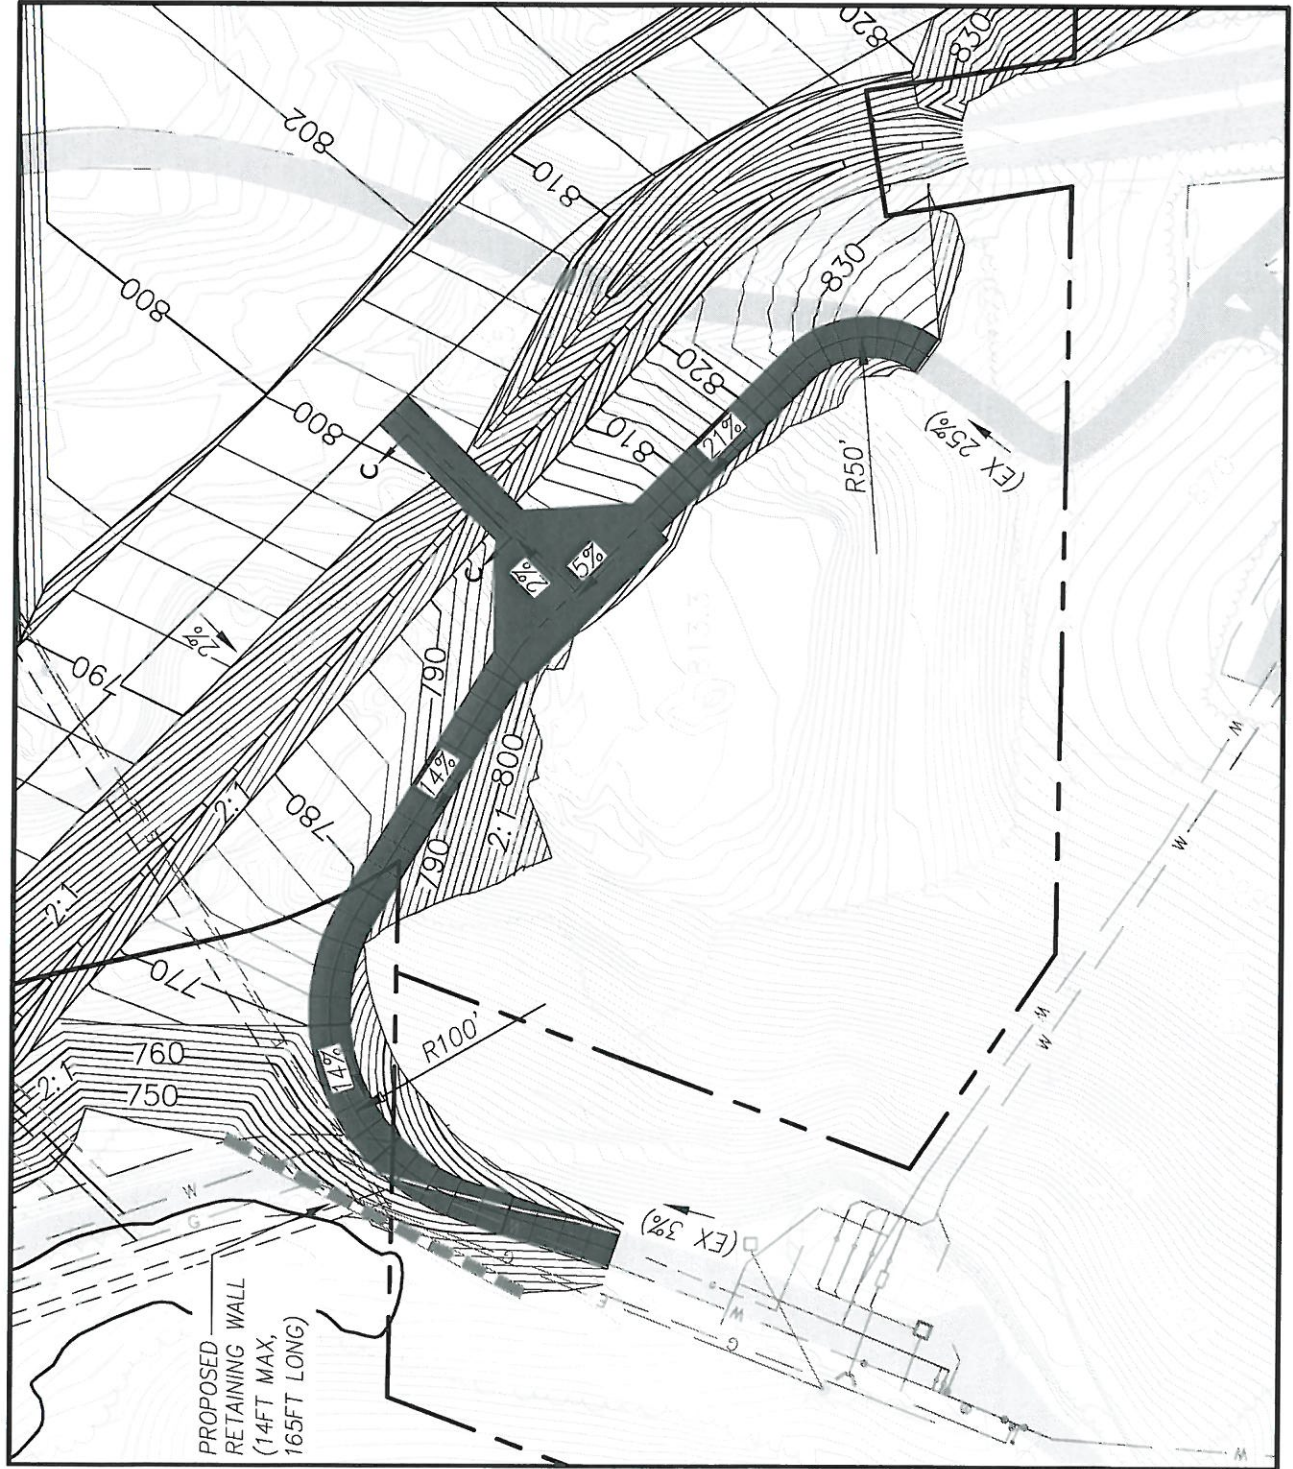 820
830
802
810
800
830
800
820
810
C
C
21%
R50'
(EX 25%)
2%
5%
2%
790
790
14%
800
2:1
790
780
2:1
2:1
770
760
2:1
750
14%
R100'
(EX 3%)
W
G
W
W
W
W
G
E
W
G
W
PROPOSED
RETAINING WALL
(14FT MAX,
165FT LONG)